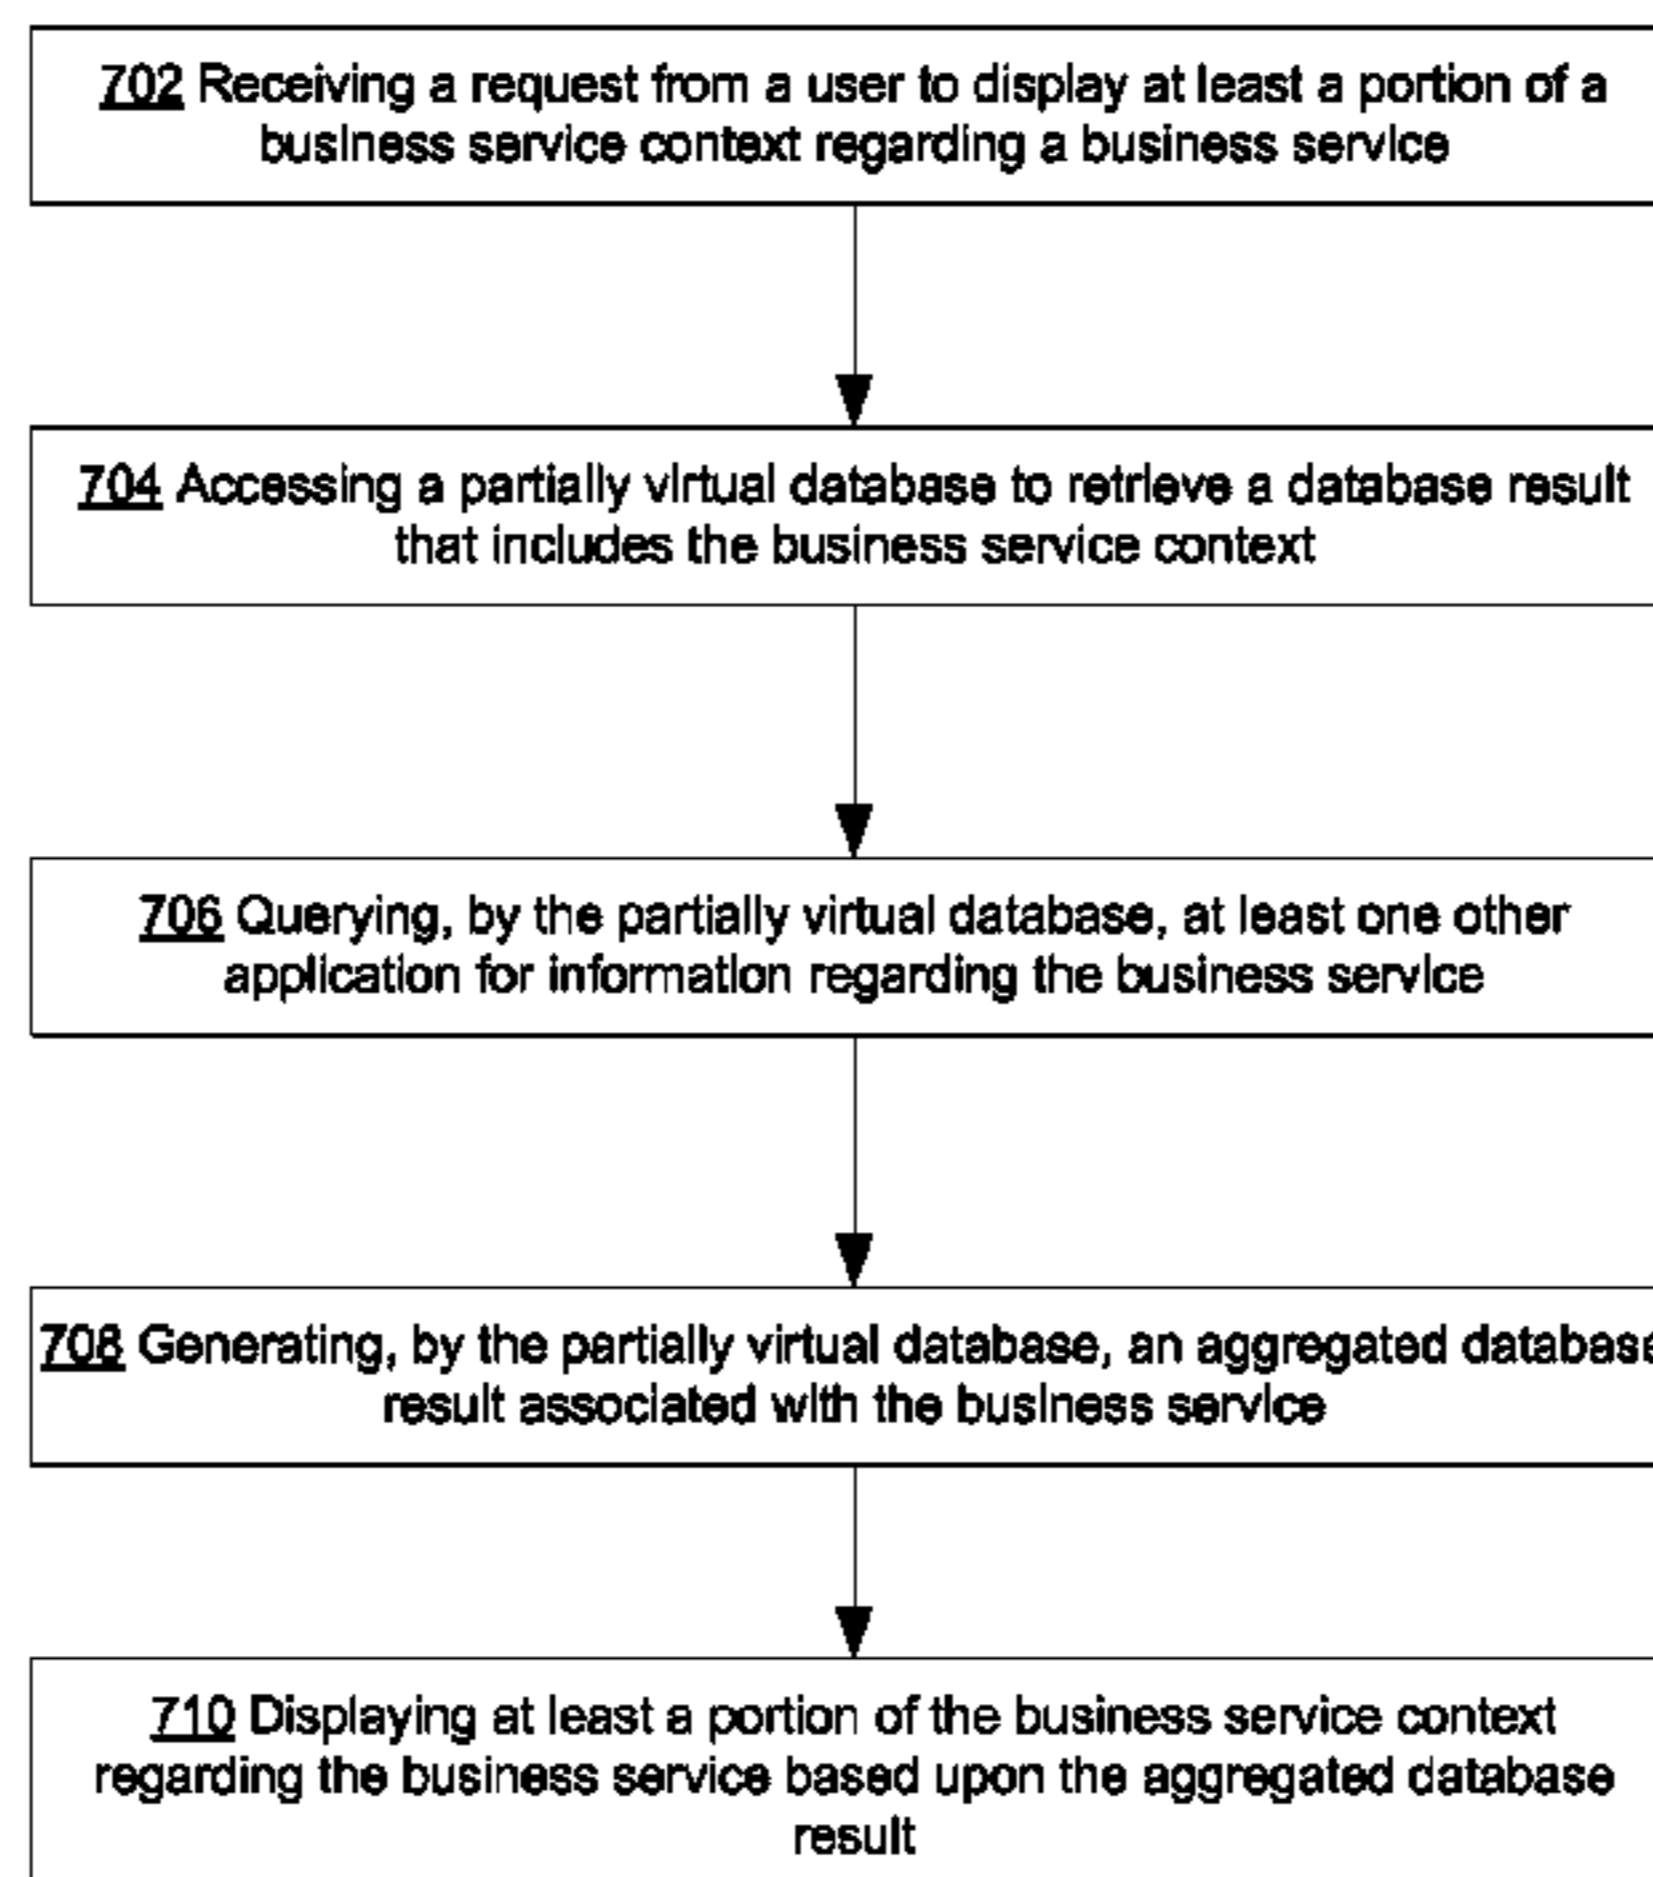 702 Receiving a request from a user to display at least a portion of a
business service context regarding a business service
704 Accessing a partially virtual database to retrieve a database result
that includes the business service context
706 Querying, by the partially virtual database, at least one other
application for information regarding the business service
708 Generating, by the partially virtual database, an aggregated database
result associated with the business service
710 Displaying at least a portion of the business service context
regarding the business service based upon the aggregated database
result